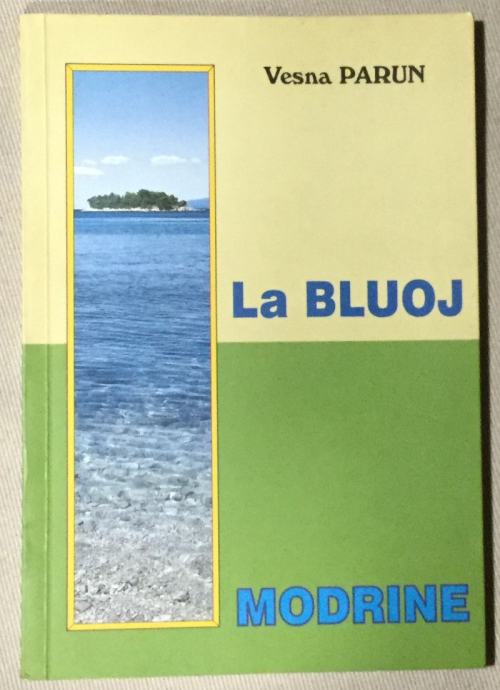 Vesna PARUN
La BLUOJ
MODRINE